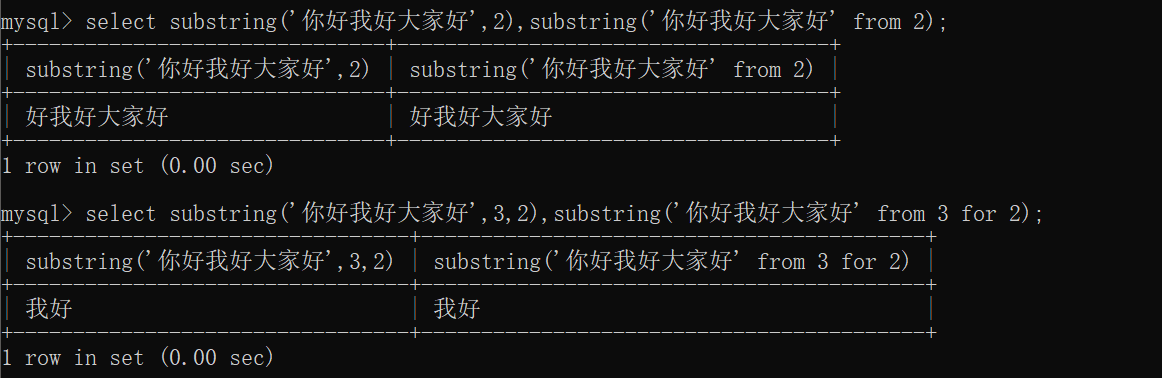 mysql> select substring('你好我好大家好',2),substring('你好我好大家好' from 2);
+-------------------------------+-----------------------------------+
| substring('你好我好大家好',2) | substring('你好我好大家好' from 2) |
+-------------------------------+-----------------------------------+
| 好我好大家好 | 好我好大家好 |
+-------------------------------+-----------------------------------+
1 row in set (0.00 sec)
mysql> select substring('你好我好大家好',3,2),substring('你好我好大家好' from 3 for 2);
+---------------------------------+------------------------------------------+
| substring('你好我好大家好',3,2) | substring('你好我好大家好' from 3 for 2) |
+---------------------------------+------------------------------------------+
| 我好 | 我好 |
+---------------------------------+------------------------------------------+
1 row in set (0.00 sec)